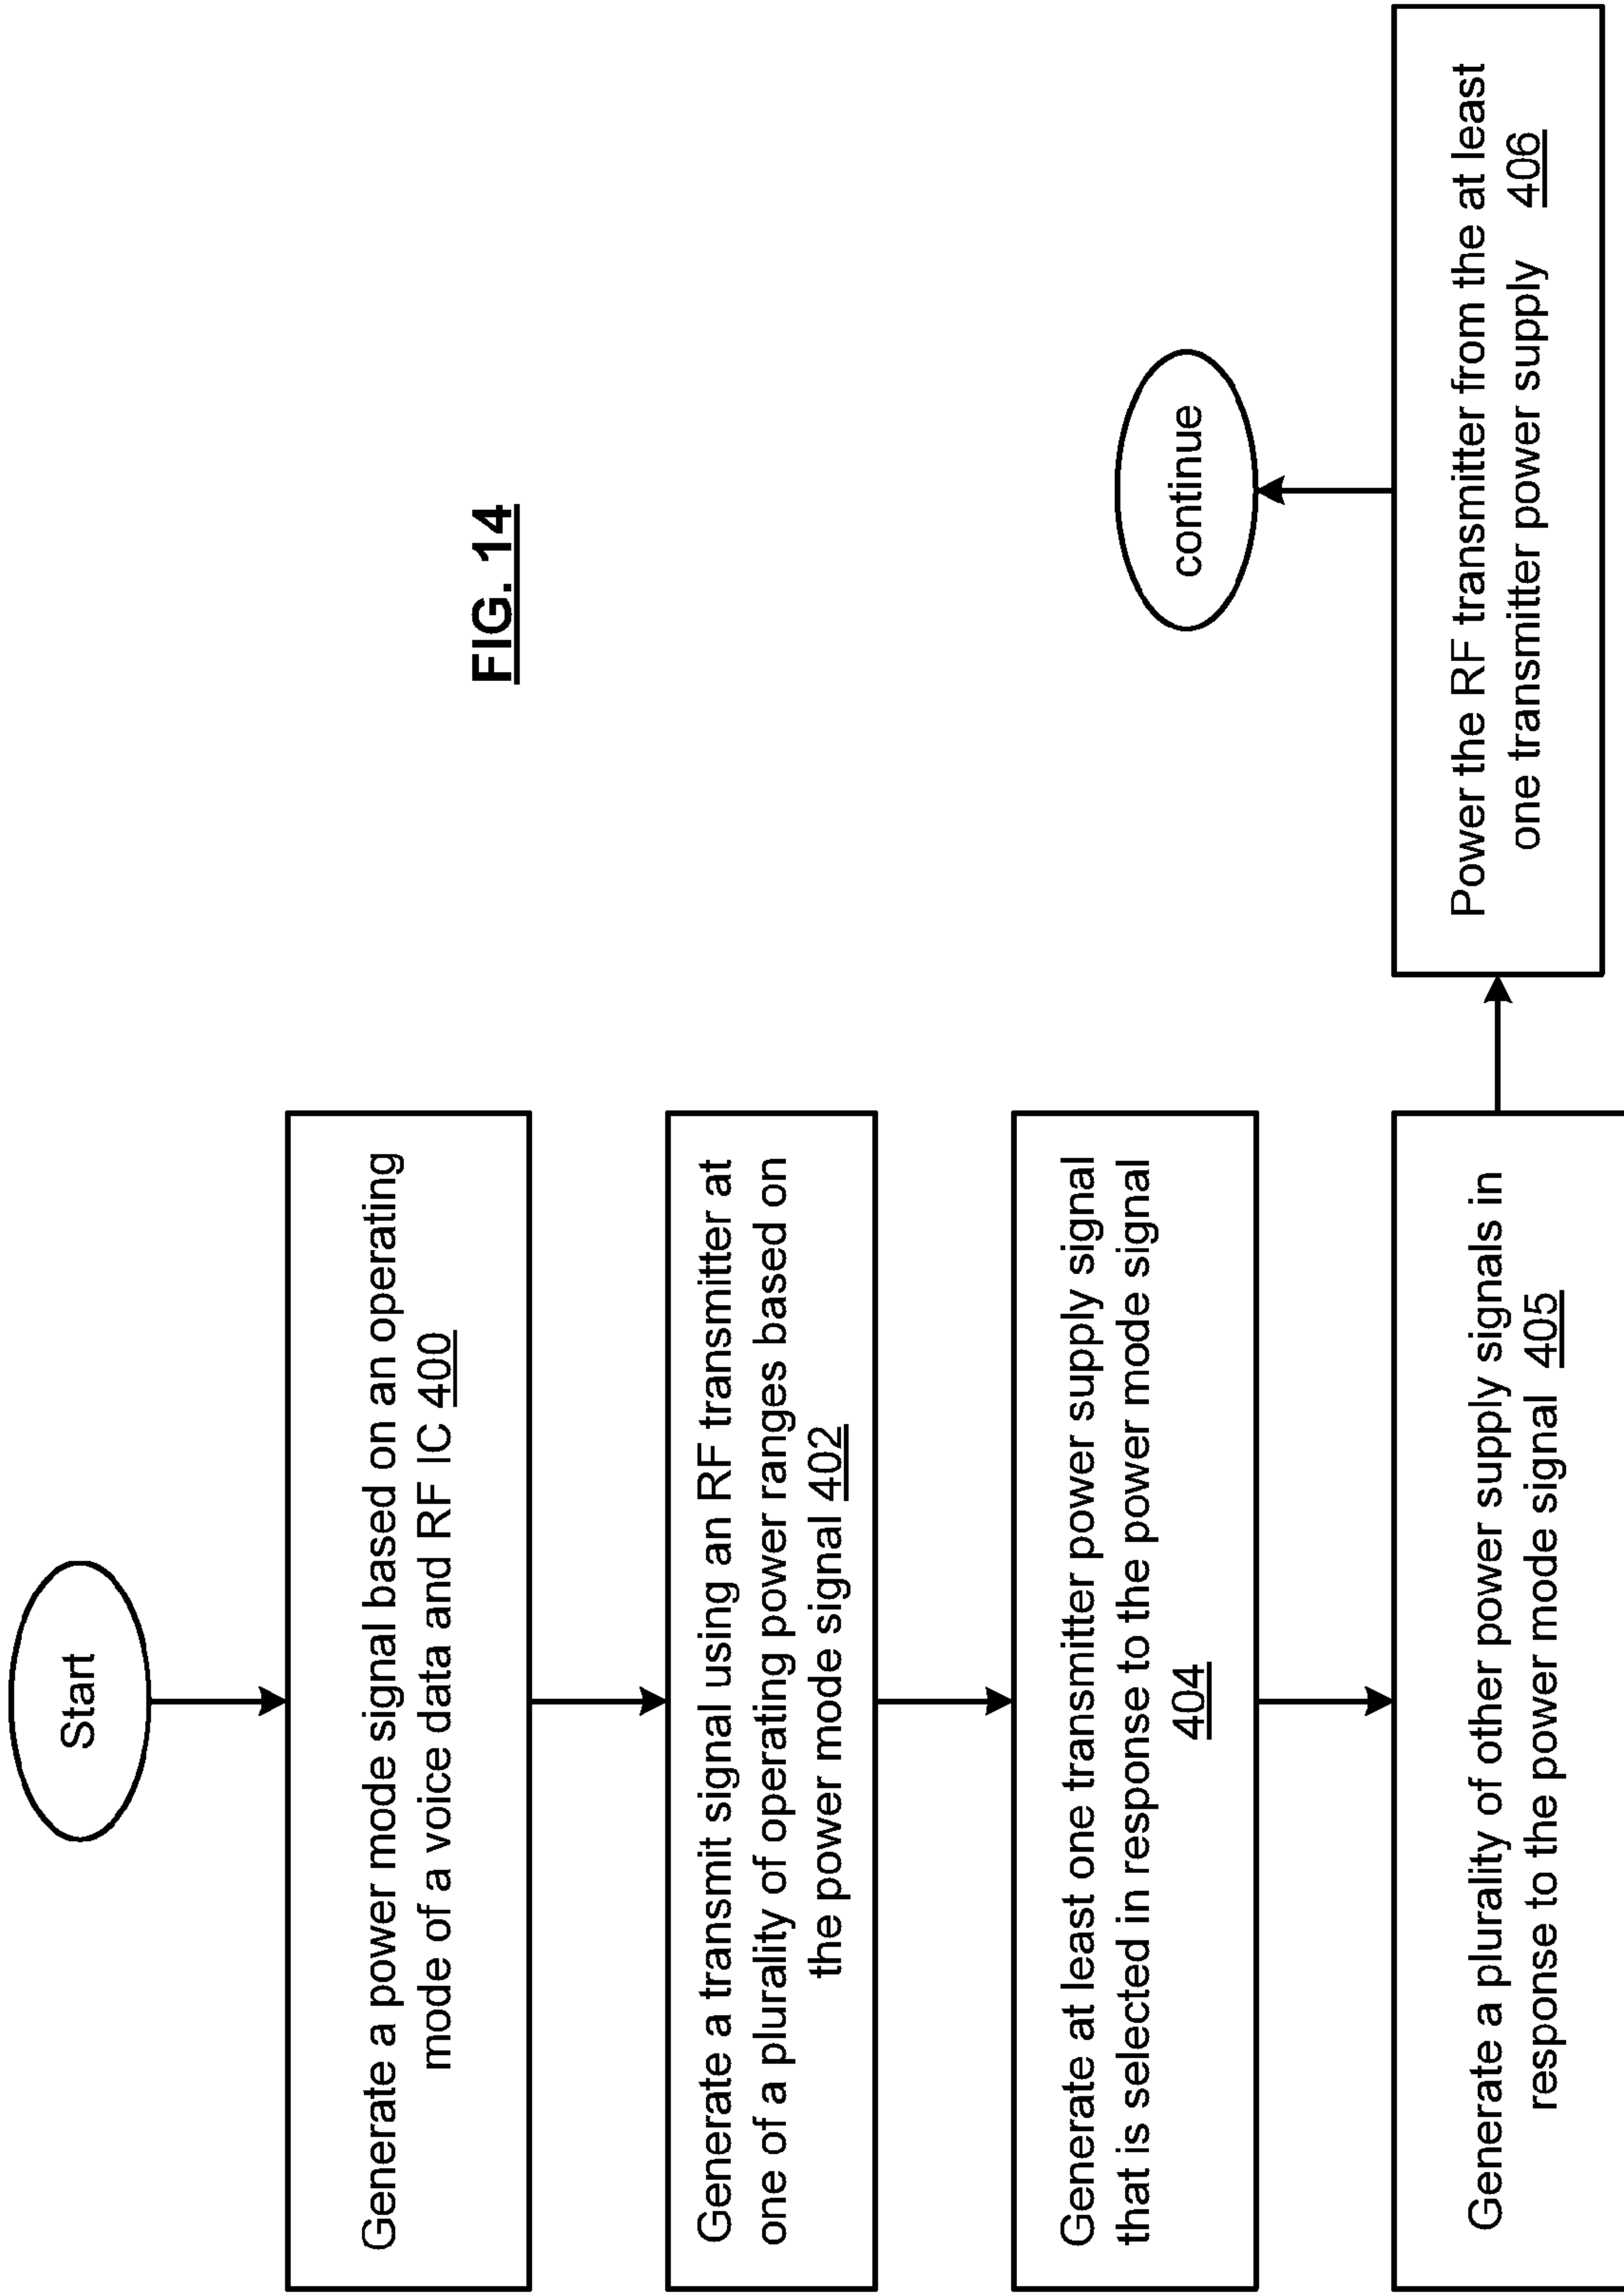 Start
Generate a power mode signal based on an operating
mode of a voice data and RF IC 400
Generate a transmit signal using an RF transmitter at
one of a plurality of operating power ranges based on
the power mode signal 402
Generate at least one transmitter power supply signal
that is selected in response to the power mode signal
404
Generate a plurality of other power supply signals in
response to the power mode signal 405
Power the RF transmitter from the at least
one transmitter power supply 406
continue
FIG. 14